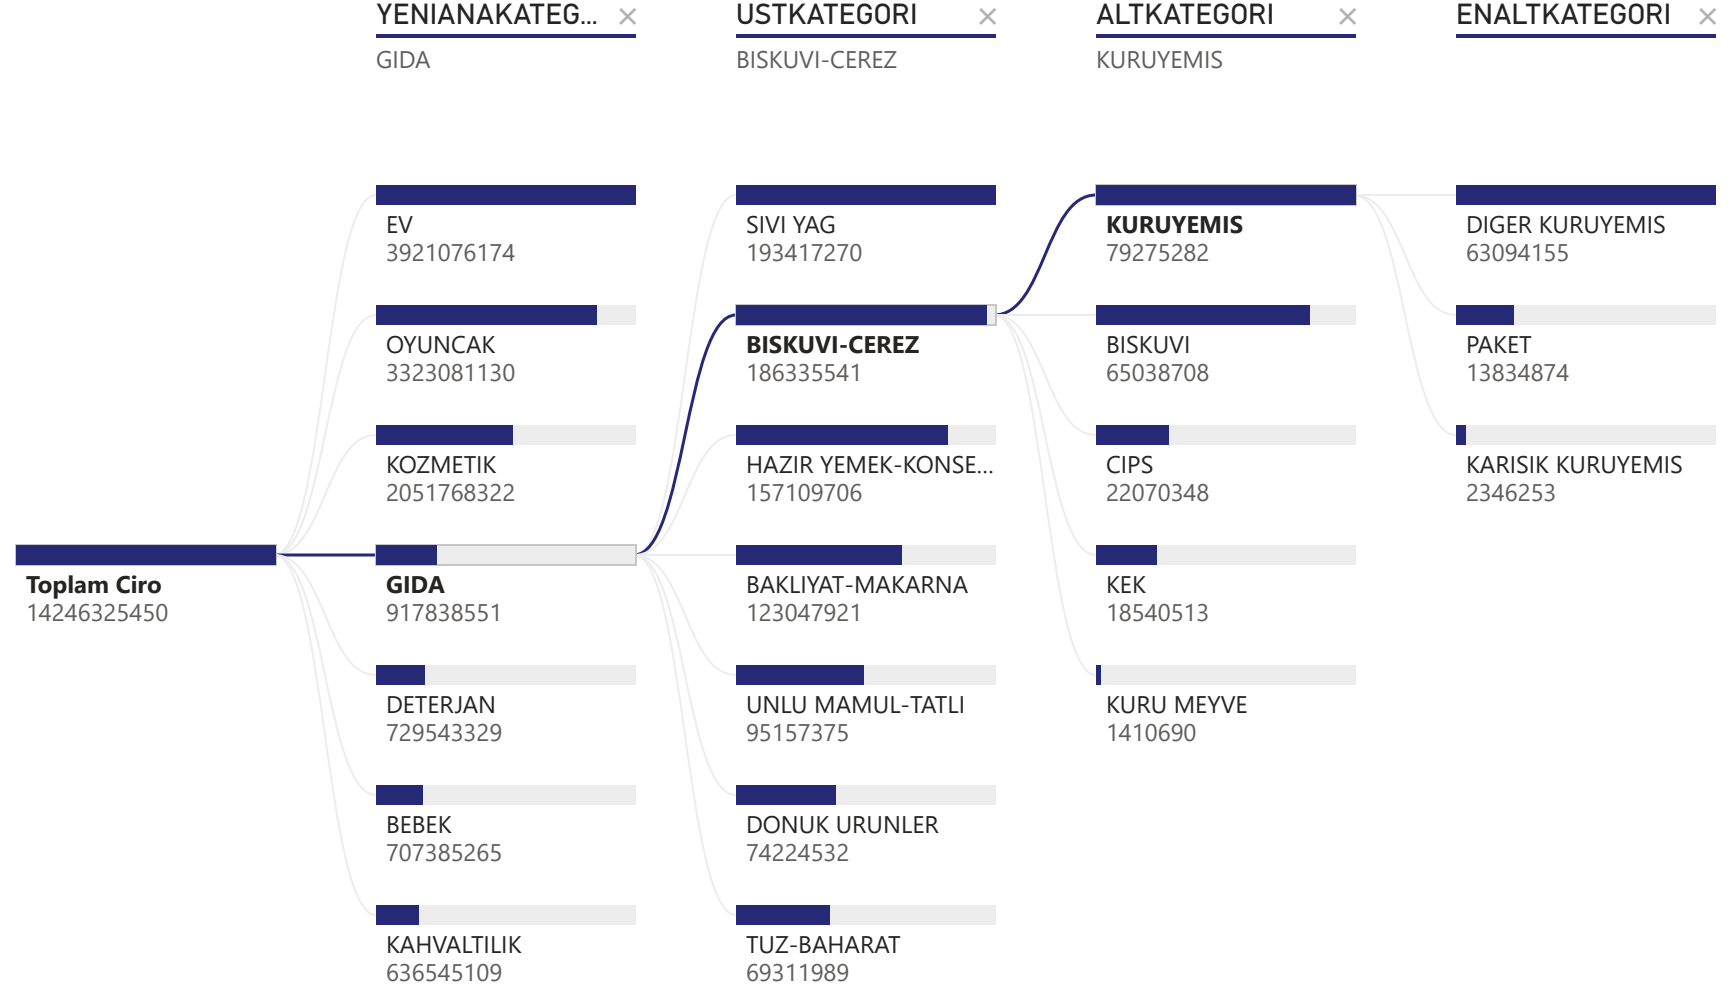 YENIANAKATEG...
GIDA
USTKATEGORI
BISKUVI-CEREZ
ALTKATEGORI
KURUYEMIS
ENALTKATEGORI
Toplam Ciro
14246325450
EV
3921076174
OYUNCAK
3323081130
KOZMETIK
2051768322
GIDA
917838551
DETERJAN
729543329
BEBEK
707385265
KAHVALTILIK
636545109
SIVI YAG
193417270
BISKUVI-CEREZ
186335541
HAZIR YEMEK-KONSE...
157109706
BAKLIYAT-MAKARNA
123047921
UNLU MAMUL-TATLI
95157375
DONUK URUNLER
74224532
TUZ-BAHARAT
69311989
KURUYEMIS
79275282
BISKUVI
65038708
CIPS
22070348
KEK
18540513
KURU MEYVE
1410690
DIGER KURUYEMIS
63094155
PAKET
13834874
KARISIK KURUYEMIS
2346253